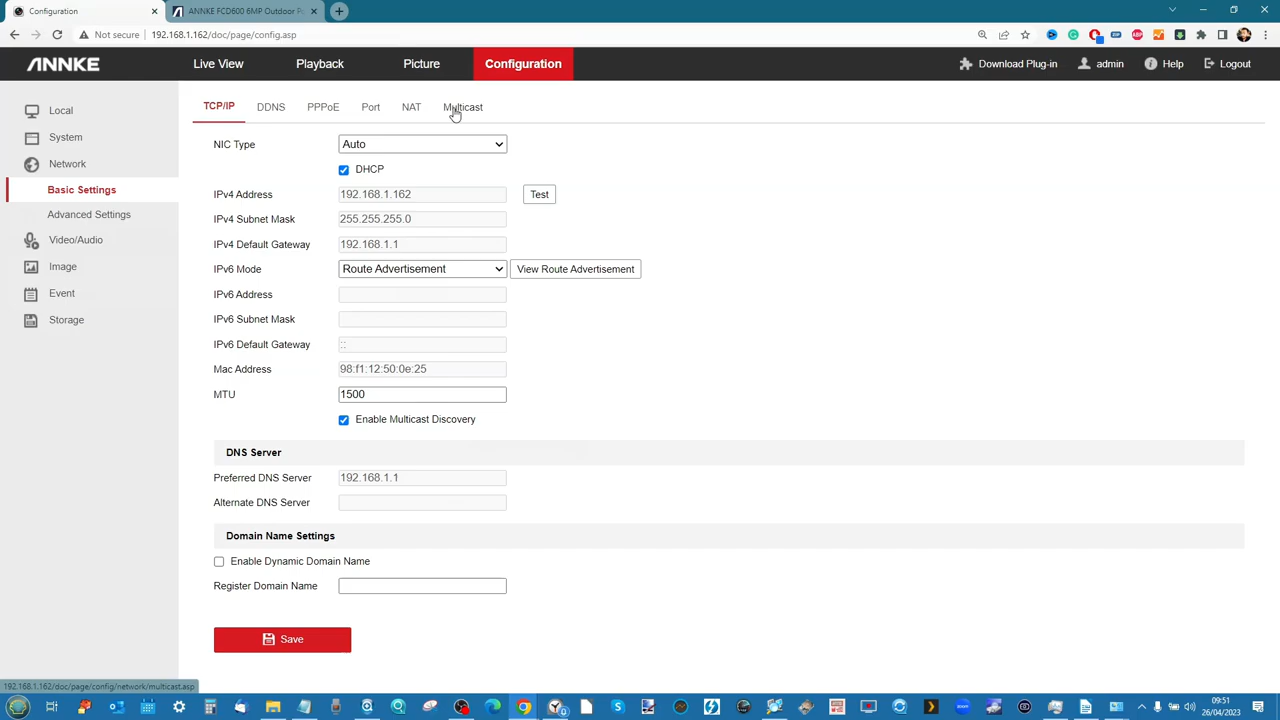 Configuration
ANNKE FCD600 6MP Outdoor P
Not secure
192.168.1.162/doc/page/config.asp
ANNKE
Live View
Playback
Picture
Configuration
Download Plug-in
admin
Help
Logout
Local
System
Network
Basic Settings
Advanced Settings
Video/Audio
Image
Event
Storage
TCP/IP
DDNS
PPPoE
Port
NAT
Multicast
NIC Type
Auto
DHCP
IPv4 Address
192.168.1.162
Test
IPv4 Subnet Mask
255.255.255.0
IPv4 Default Gateway
192.168.1.1
IPv6 Mode
Route Advertisement
View Route Advertisement
IPv6 Address
IPv6 Subnet Mask
IPv6 Default Gateway
::
Mac Address
98:f1:12:50:0e:25
MTU
1500
Enable Multicast Discovery
DNS Server
Preferred DNS Server
192.168.1.1
Alternate DNS Server
Domain Name Settings
Enable Dynamic Domain Name
Register Domain Name
Save
192.168.1.162/doc/page/config/network/multicast.asp
09:51
26/04/2023